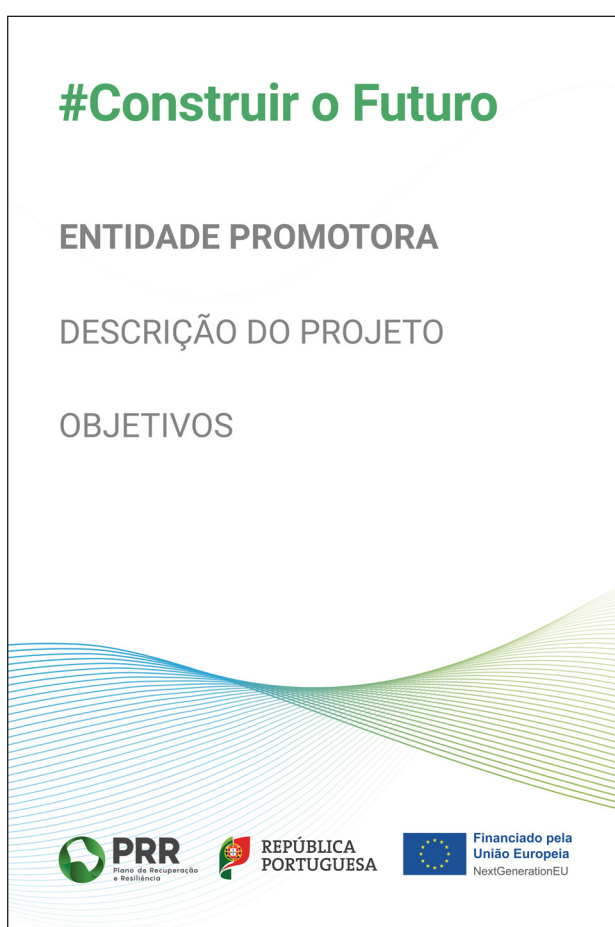 #Construir o Futuro
ENTIDADE PROMOTORA
DESCRIÇÃO DO PROJETO
OBJETIVOS
PRR
Plano de Recuperação
e Resiliência
REPÚBLICA
PORTUGUESA
Financiado pela
União Europeia
NextGenerationEU